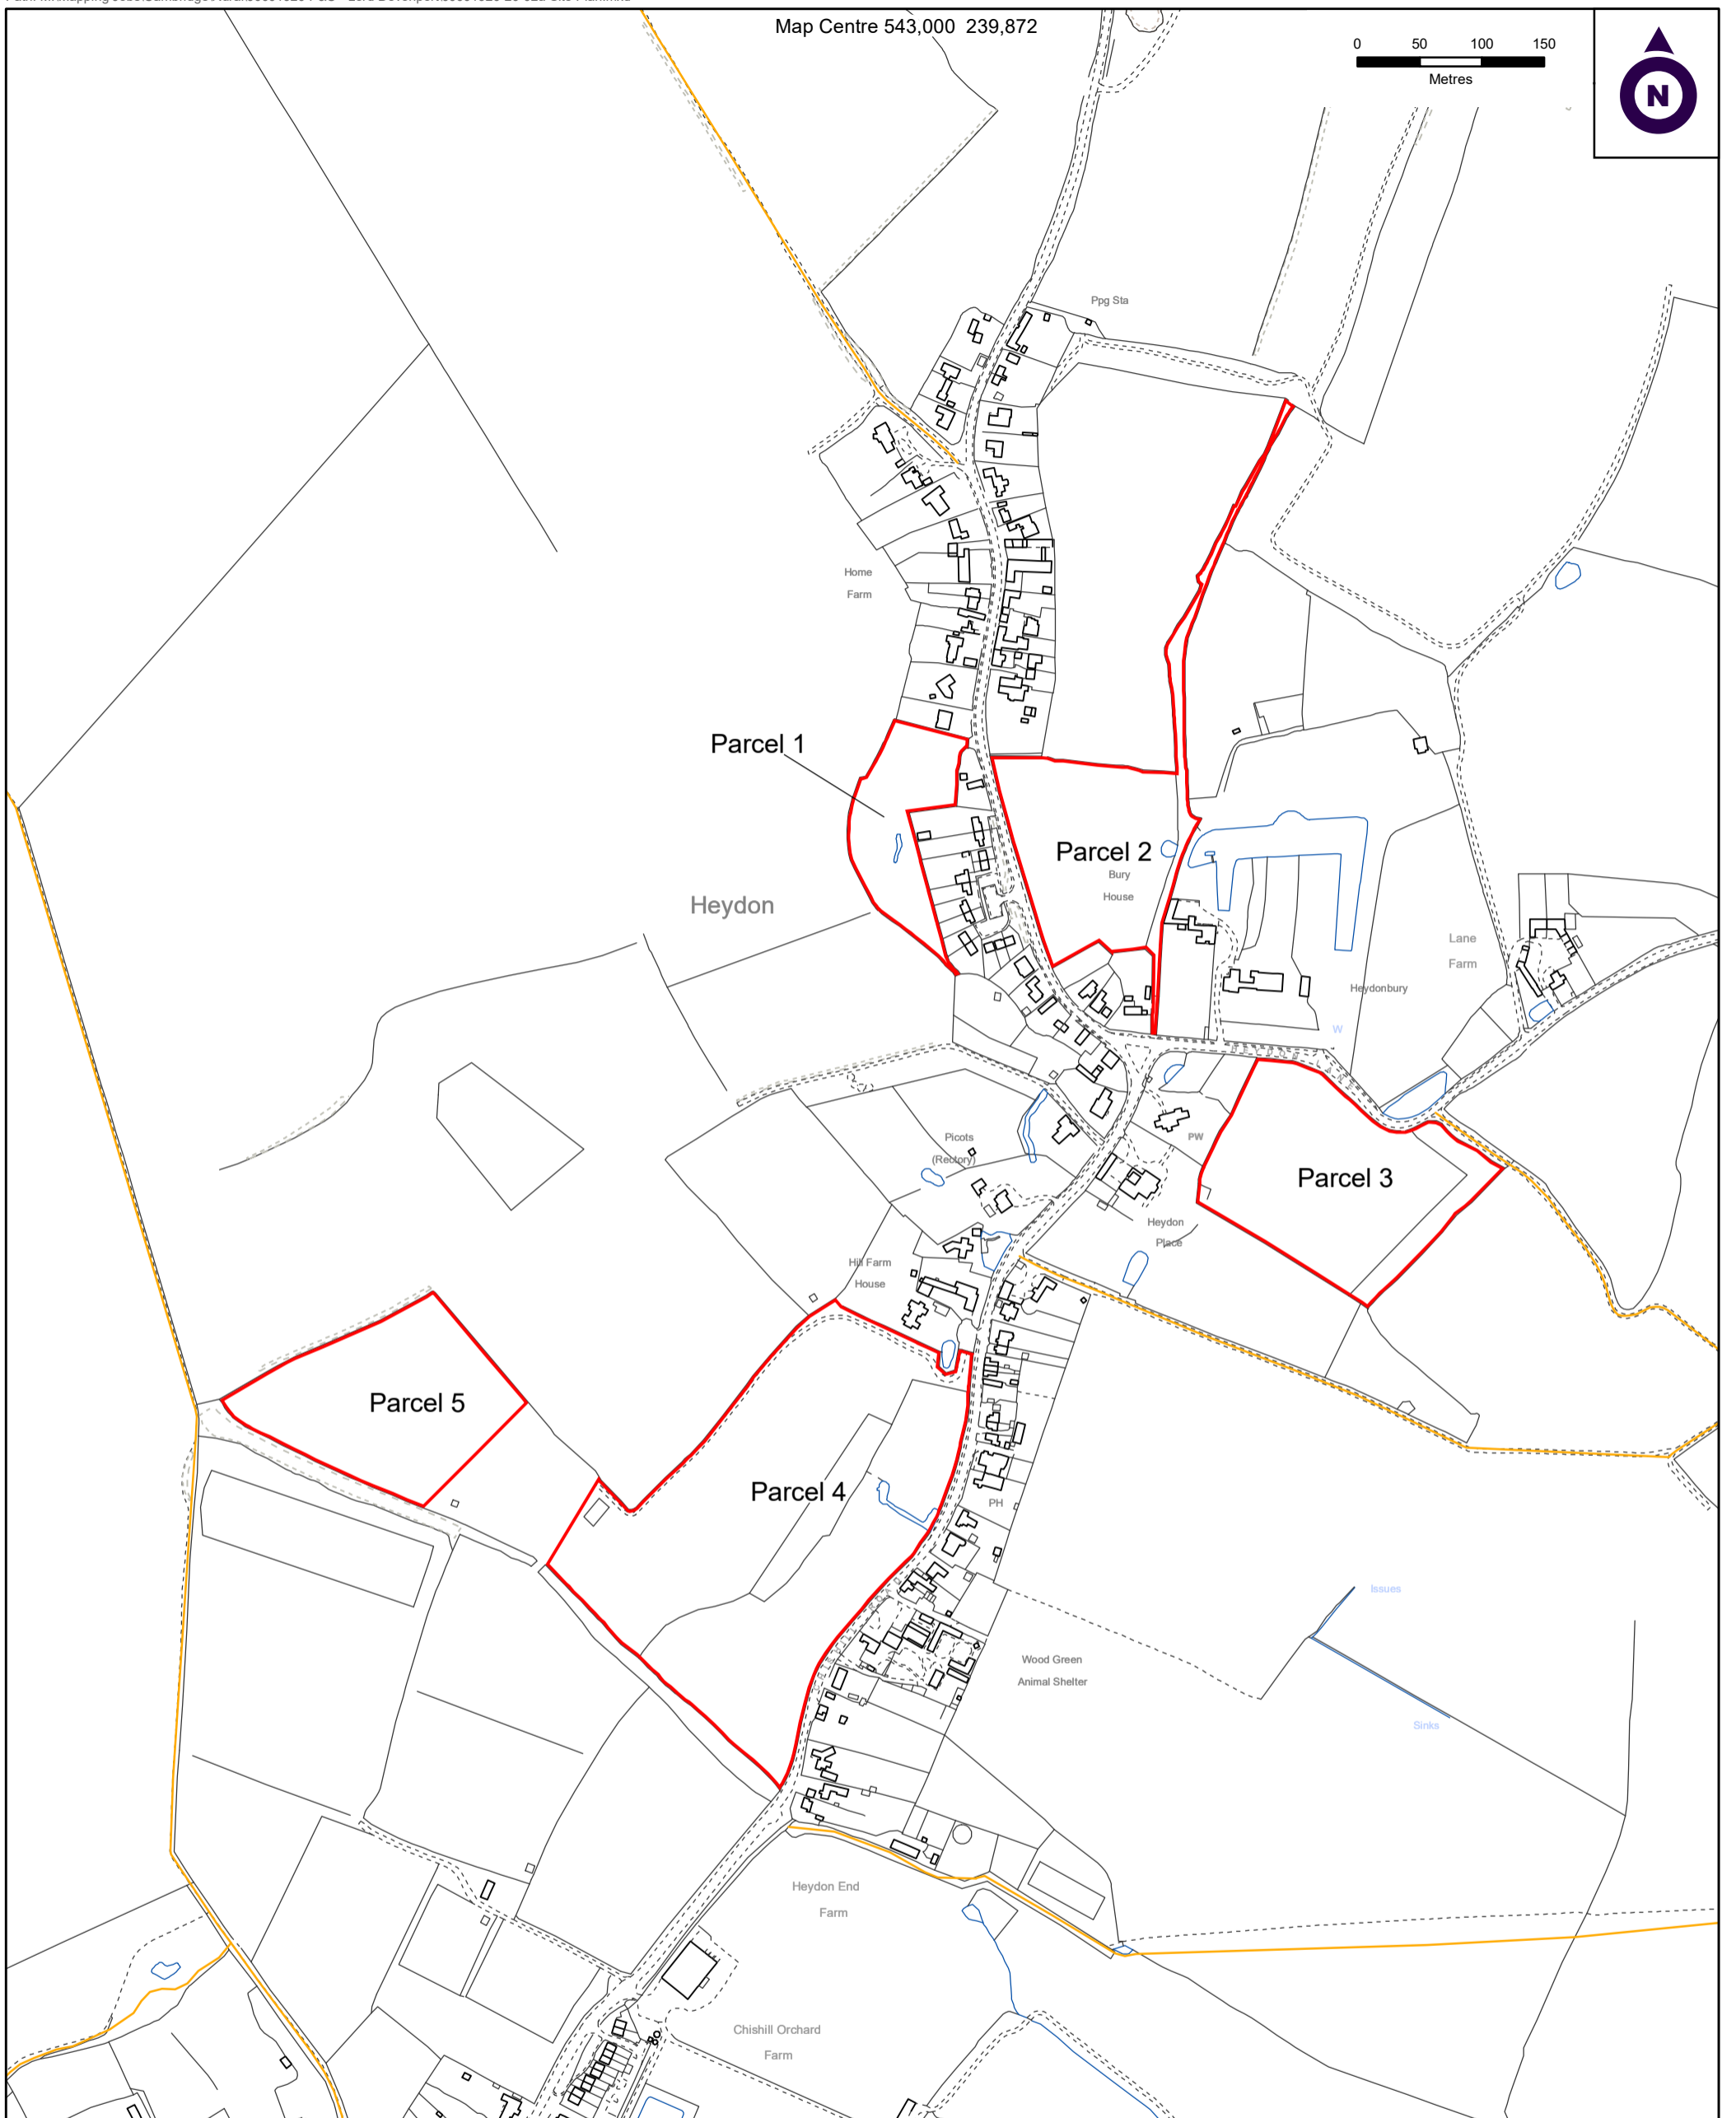 Map Centre 543,000 239,872
0 50 100 150
Metres
N
Ppg Sta
Home
Farm
Parcel 1
Parcel 2
Bury
House
Heydon
Lane
Farm
Heydonbury
W
Picots
(Rectory)
PW
Parcel 3
Heydon
Place
Hill Farm
House
Parcel 5
Parcel 4
PH
Issues
Wood Green
Animal Shelter
Sinks
Heydon End
Farm
Chishill Orchard
Farm